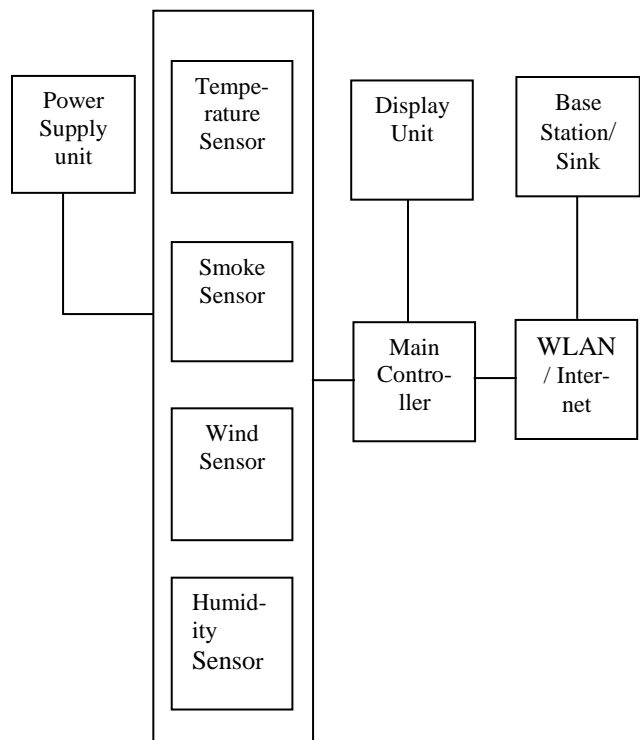 Power
Supply
unit
Tempe-
rature
Sensor
Smoke
Sensor
Wind
Sensor
Humid-
ity
Sensor
Display
Unit
Main
Contro-
ller
Base
Station/
Sink
WLAN
/ Inter-
net